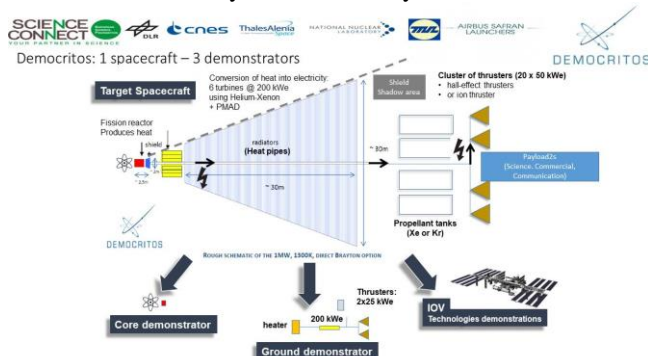 SCIENCE
CONNECT
YOUR PARTNER IN SCIENCE
DLR
cnes
ThalesAlenia
Space
NATIONAL NUCLEAR
LABORATORY
AIRBUS SAFRAN
LAUNCHERS
DEMOCRITOS
Democritos: 1 spacecraft – 3 demonstrators
Target Spacecraft
Conversion of heat into electricity:
6 turbines @ 200 kWe
using Helium-Xenon
+ PMAD
Shield
Shadow area
Cluster of thrusters (20 x 50 kWe)
• hall-effect thrusters
• or ion thruster
Fission reactor
Produces heat
shield
radiators
(Heat pipes)
~ 30m
~ 30m
Payload2s
(Science. Commercial,
Communication)
Propellant tanks
(Xe or Kr)
DEMOCRITOS
ROUGH SCHEMATIC OF THE 1MW, 1300K, DIRECT BRAYTON OPTION
Core demonstrator
Thrusters:
2x25 kWe
heater
200 kWe
Ground demonstrator
IOV
Technologies demonstrations